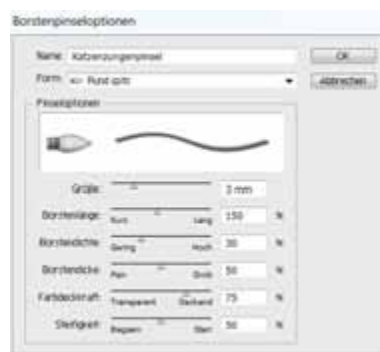 Borstenpinseloptionen
Name: Katzenzungenpinsel OK
Form: Rund spitz Abbrechen
Pinseloptionen
Größe: 3 mm
Borstenlänge: Kurz Lang 150 %
Borstendichte: Gering Hoch 30 %
Borstendicke: Fein Grob 50 %
Farbdeckkraft: Transparent Deckend 75 %
Steifigkeit: Biegsam Starr 50 %